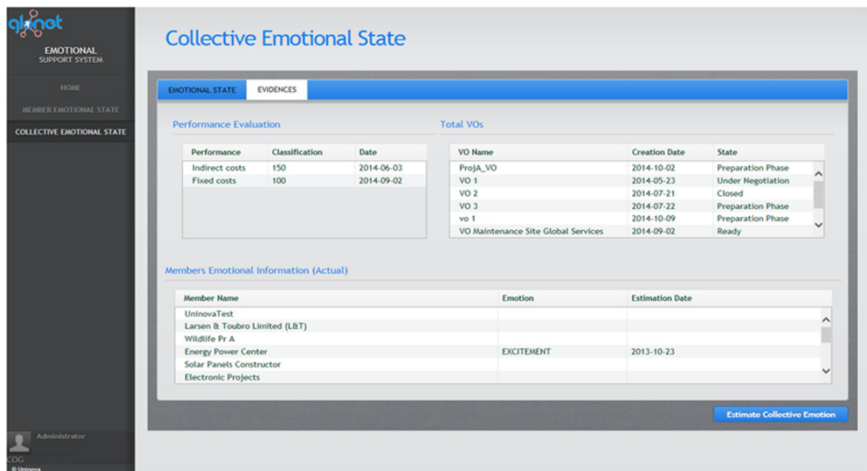 glonet
EMOTIONAL
SUPPORT SYSTEM
HOME
MEMBER EMOTIONAL STATE
COLLECTIVE EMOTIONAL STATE
Collective Emotional State
EMOTIONAL STATE EVIDENCES
Performance Evaluation
Performance Classification Date
Indirect costs 150 2014-06-03
Fixed costs 100 2014-09-02
Total VOs
VO Name Creation Date State
ProjA_VO 2014-10-02 Preparation Phase
VO 1 2014-05-23 Under Negotiation
VO 2 2014-07-21 Closed
VO 3 2014-07-22 Preparation Phase
vo 1 2014-10-09 Preparation Phase
VO Maintenance Site Global Services 2014-09-02 Ready
Members Emotional Information (Actual)
Member Name Emotion Estimation Date
UninovaTest
Larsen & Toubro Limited (L&T)
Wildlife Pr A
Energy Power Center EXCITEMENT 2013-10-23
Solar Panels Constructor
Electronic Projects
Estimate Collective Emotion
Administrator
COG
© Uninova